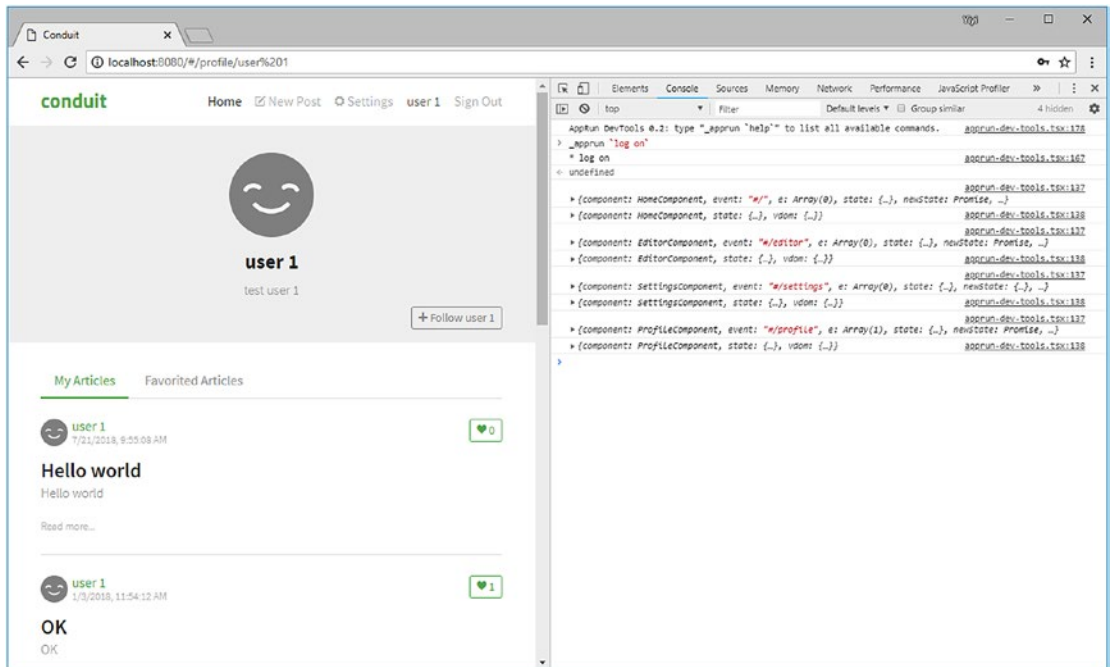 Conduit
localhost:8080/#/profile/user%201
conduit
Home New Post Settings user 1 Sign Out
user 1
test user 1
+ Follow user 1
My Articles Favorited Articles
user 1
7/21/2018, 9:55:08 AM
0
Hello world
Hello world
Read more...
user 1
1/3/2018, 11:54:12 AM
1
OK
OK
Elements Console Sources Memory Network Performance JavaScript Profiler »
top Filter Default levels Group similar 4 hidden
AppRun DevTools 0.2: type "_apprun `help`" to list all available commands. apprun-dev-tools.tsx:178
> _apprun `log on`
* log on apprun-dev-tools.tsx:167
undefined
apprun-dev-tools.tsx:137
{component: HomeComponent, event: "#/", e: Array(0), state: {…}, newState: Promise, …}
{component: HomeComponent, state: {…}, vdom: {…}} apprun-dev-tools.tsx:138
apprun-dev-tools.tsx:137
{component: EditorComponent, event: "#/editor", e: Array(0), state: {…}, newState: Promise, …}
{component: EditorComponent, state: {…}, vdom: {…}} apprun-dev-tools.tsx:138
apprun-dev-tools.tsx:137
{component: SettingsComponent, event: "#/settings", e: Array(0), state: {…}, newState: {…}, …}
{component: SettingsComponent, state: {…}, vdom: {…}} apprun-dev-tools.tsx:138
apprun-dev-tools.tsx:137
{component: ProfileComponent, event: "#/profile", e: Array(1), state: {…}, newState: Promise, …}
{component: ProfileComponent, state: {…}, vdom: {…}} apprun-dev-tools.tsx:138
>